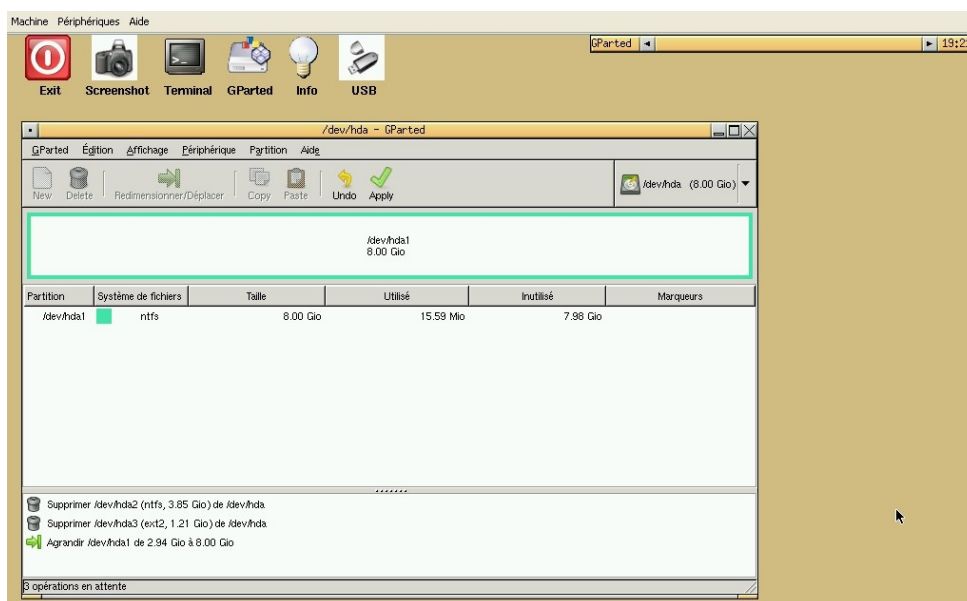 Machine Périphériques Aide
GParted 19:2
Exit Screenshot Terminal GParted Info USB
/dev/hda - GParted
GParted Édition Affichage Périphérique Partition Aide
New Delete Redimensionner/Déplacer Copy Paste Undo Apply /dev/hda (8.00 Gio)
/dev/hda1
8.00 Gio
Partition Système de fichiers Taille Utilisé Inutilisé Marqueurs
/dev/hda1 ntfs 8.00 Gio 15.59 Mio 7.98 Gio
Supprimer /dev/hda2 (ntfs, 3.85 Gio) de /dev/hda
Supprimer /dev/hda3 (ext2, 1.21 Gio) de /dev/hda
Agrandir /dev/hda1 de 2.94 Gio à 8.00 Gio
3 opérations en attente